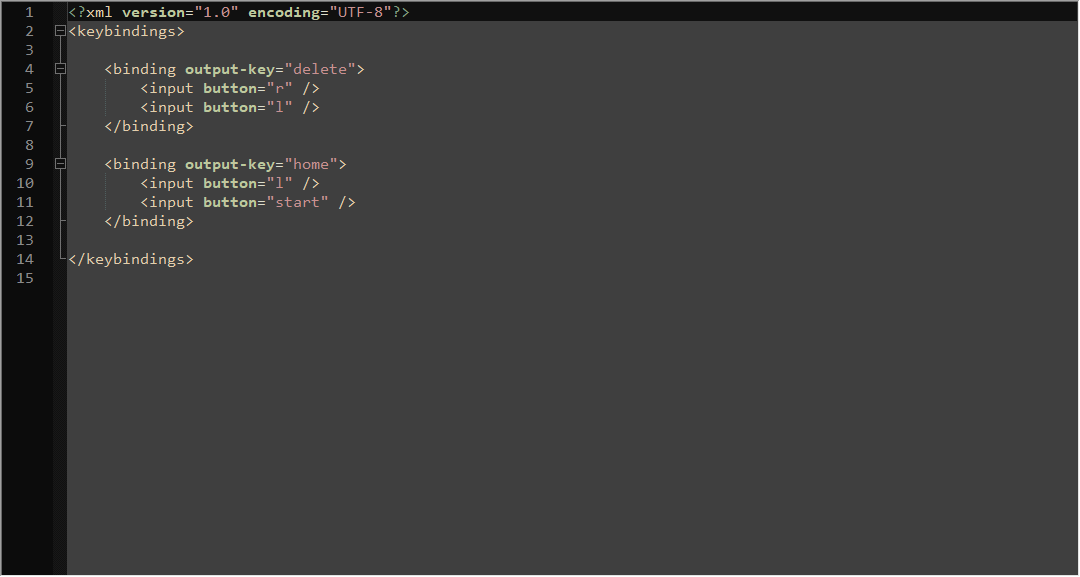 1 <?xml version="1.0" encoding="UTF-8"?>
2 <keybindings>
3
4     <binding output-key="delete">
5         <input button="r" />
6         <input button="l" />
7     </binding>
8
9     <binding output-key="home">
10         <input button="l" />
11         <input button="start" />
12     </binding>
13
14 </keybindings>
15